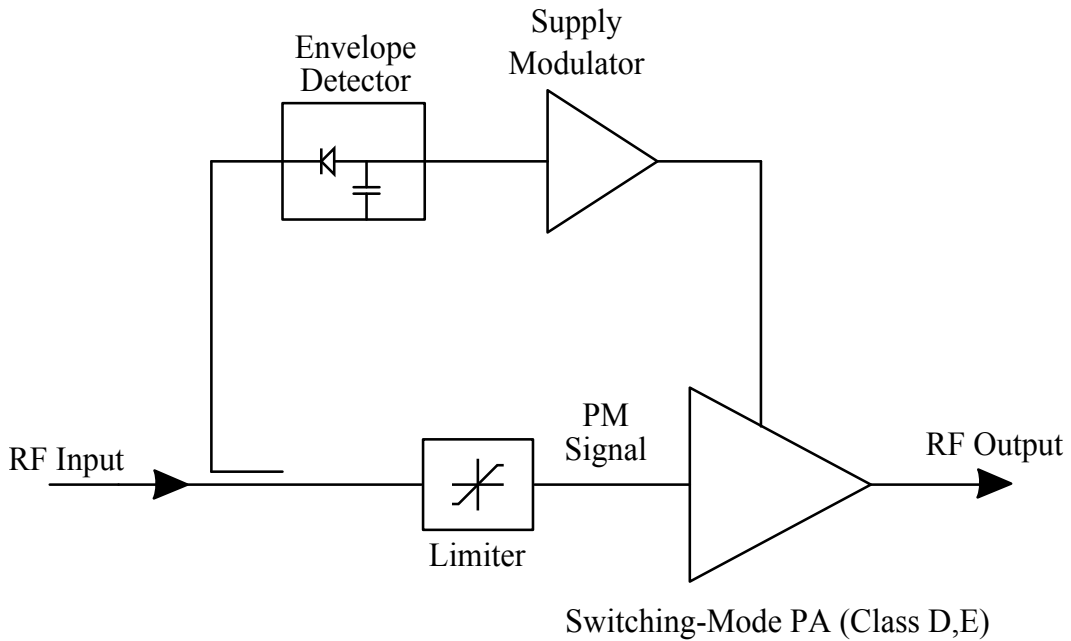 Supply
Modulator
Envelope
Detector
PM
Signal
RF Input
RF Output
Limiter
Switching-Mode PA (Class D,E)